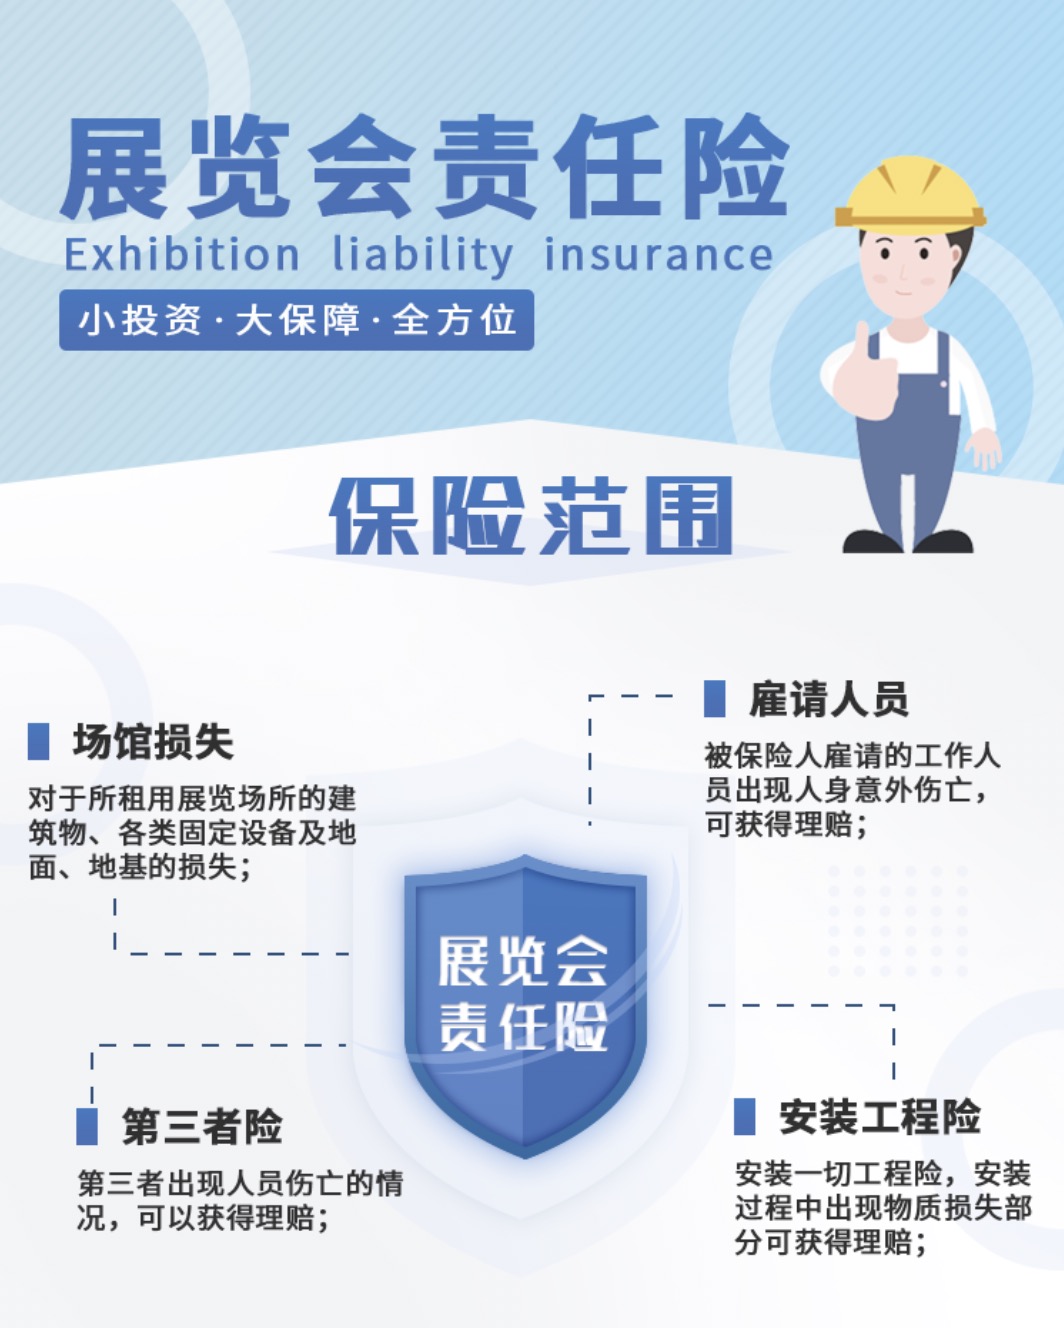 展览会责任险
Exhibition liability insurance
小投资·大保障·全方位
保险范围
场馆损失
对于所租用展览场所的建
筑物、各类固定设备及地
面、地基的损失；
雇请人员
被保险人雇请的工作人
员出现人身意外伤亡，
可获得理赔；
展览会
责任险
第三者险
第三者出现人员伤亡的情
况，可以获得理赔；
安装工程险
安装一切工程险，安装
过程中出现物质损失部
分可获得理赔；